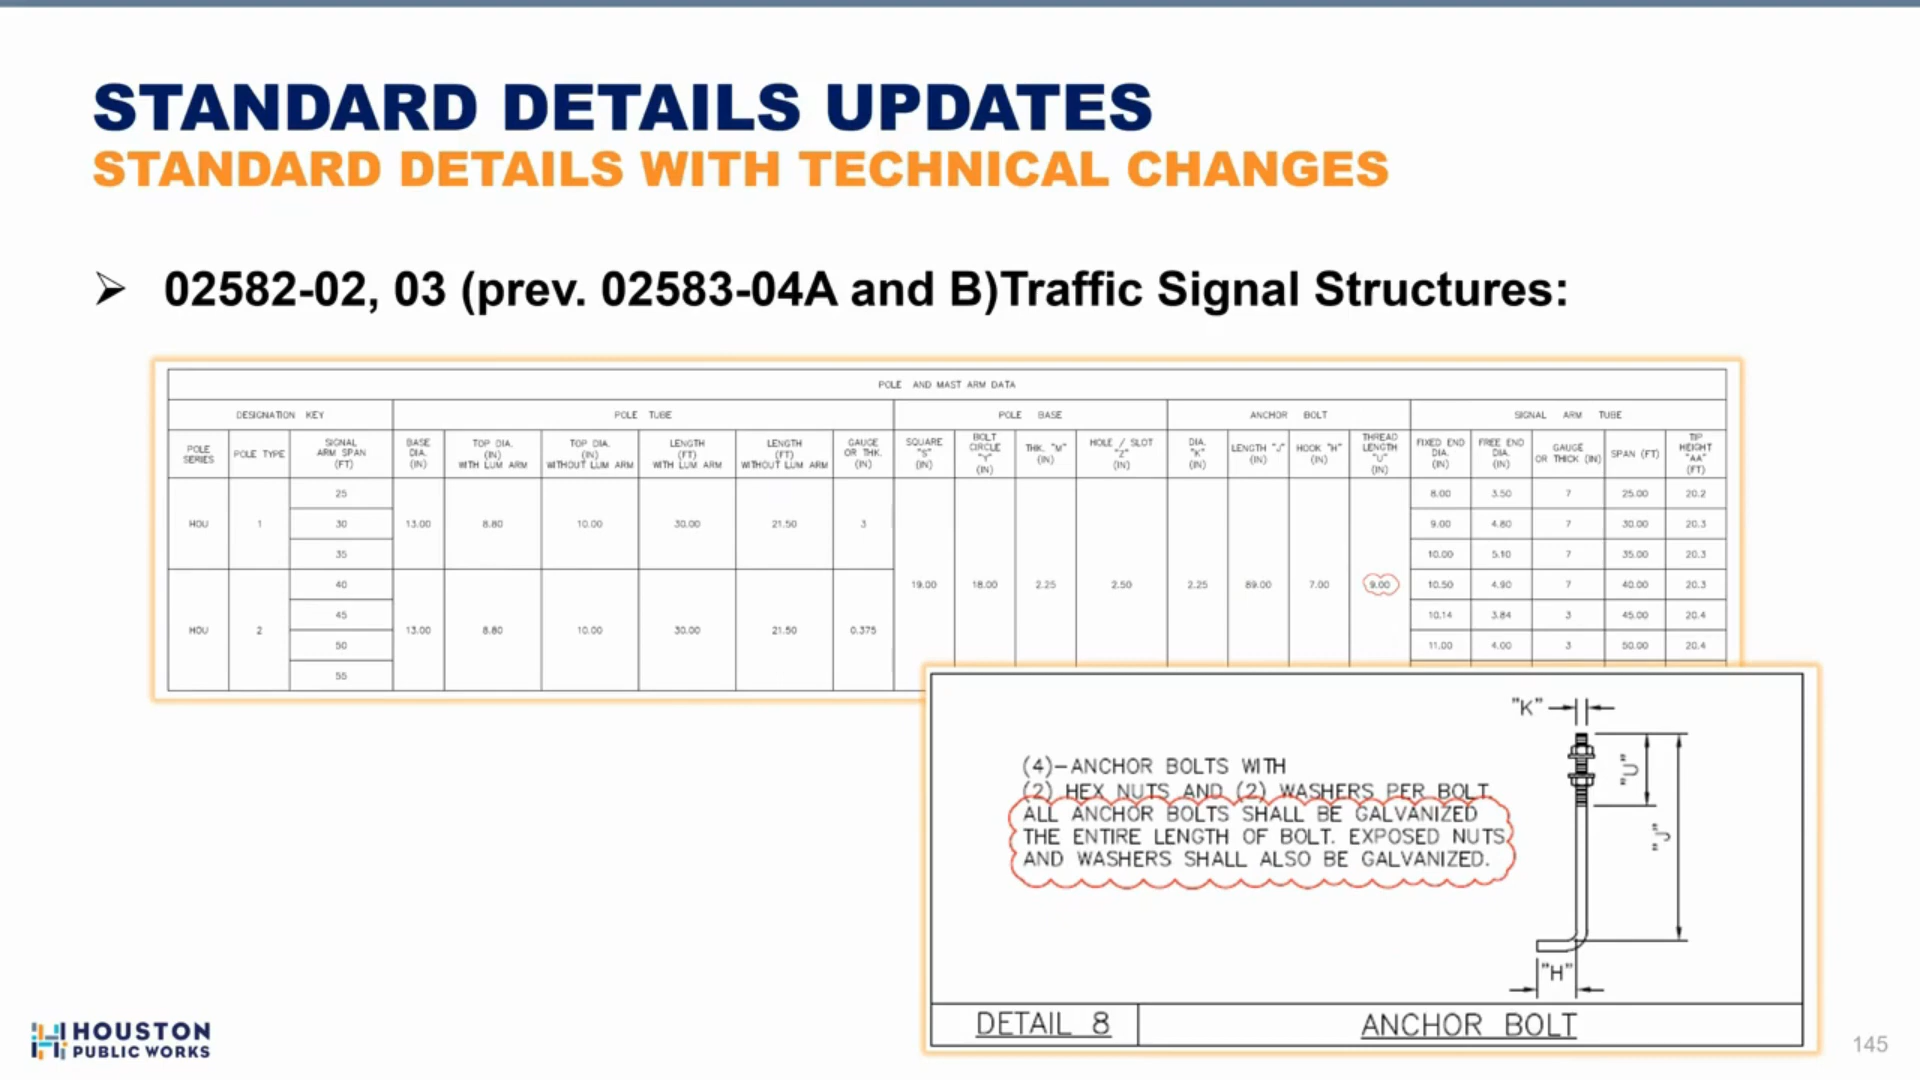 STANDARD DETAILS UPDATES
STANDARD DETAILS WITH TECHNICAL CHANGES
➢ 02582-02, 03 (prev. 02583-04A and B)Traffic Signal Structures:
POLE AND MAST ARM DATA
DESIGNATION KEY POLE TUBE POLE BASE ANCHOR BOLT SIGNAL ARM TUBE
POLE SERIES POLE TYPE SIGNAL ARM SPAN (FT) BASE DIA. (IN) TOP DIA. (IN) WITH LUM ARM TOP DIA. (IN) WITHOUT LUM ARM LENGTH (FT) WITH LUM ARM LENGTH (FT) WITHOUT LUM ARM GAUGE OR THK. (IN) SQUARE "S" (IN) BOLT CIRCLE "Y" (IN) THK. "M" (IN) HOLE / SLOT "Z" (IN) DIA. "K" (IN) LENGTH "J" (IN) HOOK "H" (IN) THREAD LENGTH "U" (IN) FIXED END DIA. (IN) FREE END DIA. (IN) GAUGE OR THICK (IN) SPAN (FT) TIP HEIGHT "AA" (FT)
25 8.00 3.50 7 25.00 20.2
HOU 1 30 13.00 8.80 10.00 30.00 21.50 3 9.00 4.80 7 30.00 20.3
35 10.00 5.10 7 35.00 20.3
40 19.00 18.00 2.25 2.50 2.25 89.00 7.00 9.00 10.50 4.90 7 40.00 20.3
45 10.14 3.84 3 45.00 20.4
HOU 2 13.00 8.80 10.00 30.00 21.50 0.375
50 11.00 4.00 3 50.00 20.4
55
"K"
(4)-ANCHOR BOLTS WITH
(2) HEX NUTS AND (2) WASHERS PER BOLT
ALL ANCHOR BOLTS SHALL BE GALVANIZED
THE ENTIRE LENGTH OF BOLT. EXPOSED NUTS
AND WASHERS SHALL ALSO BE GALVANIZED.
"U"
"J"
"H"
DETAIL 8 ANCHOR BOLT
HOUSTON
PUBLIC WORKS
145